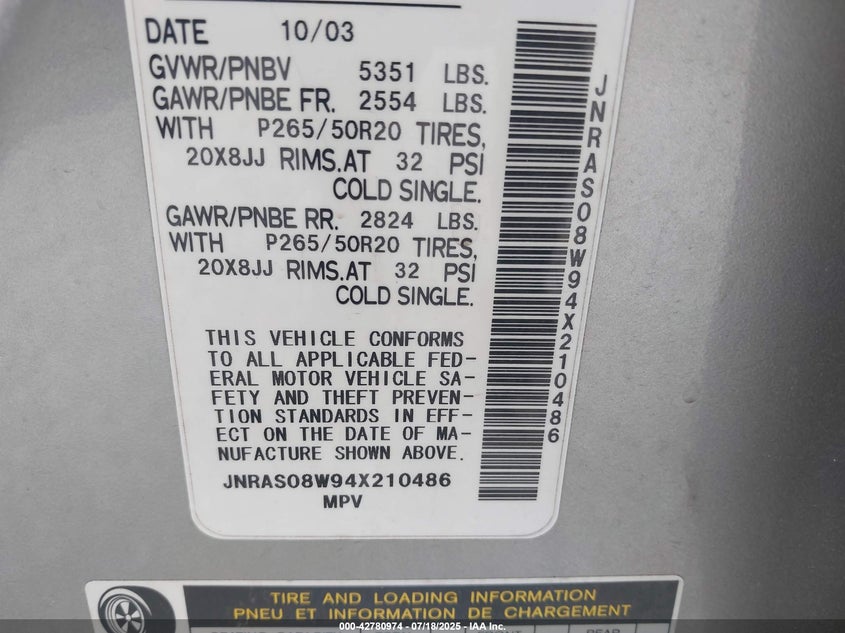 DATE 10/03
GVWR/PNBV 5351 LBS.
GAWR/PNBE FR. 2554 LBS.
WITH P265/50R20 TIRES,
20X8JJ RIMS.AT 32 PSI
COLD SINGLE.
GAWR/PNBE RR. 2824 LBS.
WITH P265/50R20 TIRES,
20X8JJ RIMS.AT 32 PSI
COLD SINGLE.
THIS VEHICLE CONFORMS
TO ALL APPLICABLE FED-
ERAL MOTOR VEHICLE SA-
FETY AND THEFT PREVEN-
TION STANDARDS IN EFF-
ECT ON THE DATE OF MA-
NUFACTURE SHOWN ABOVE.
JNRAS08W94X210486
MPV
JNRAS08W94X210486
TIRE AND LOADING INFORMATION
PNEU ET INFORMATION DE CHARGEMENT
REAR
000-42780974 - 07/18/2025 - IAA Inc.